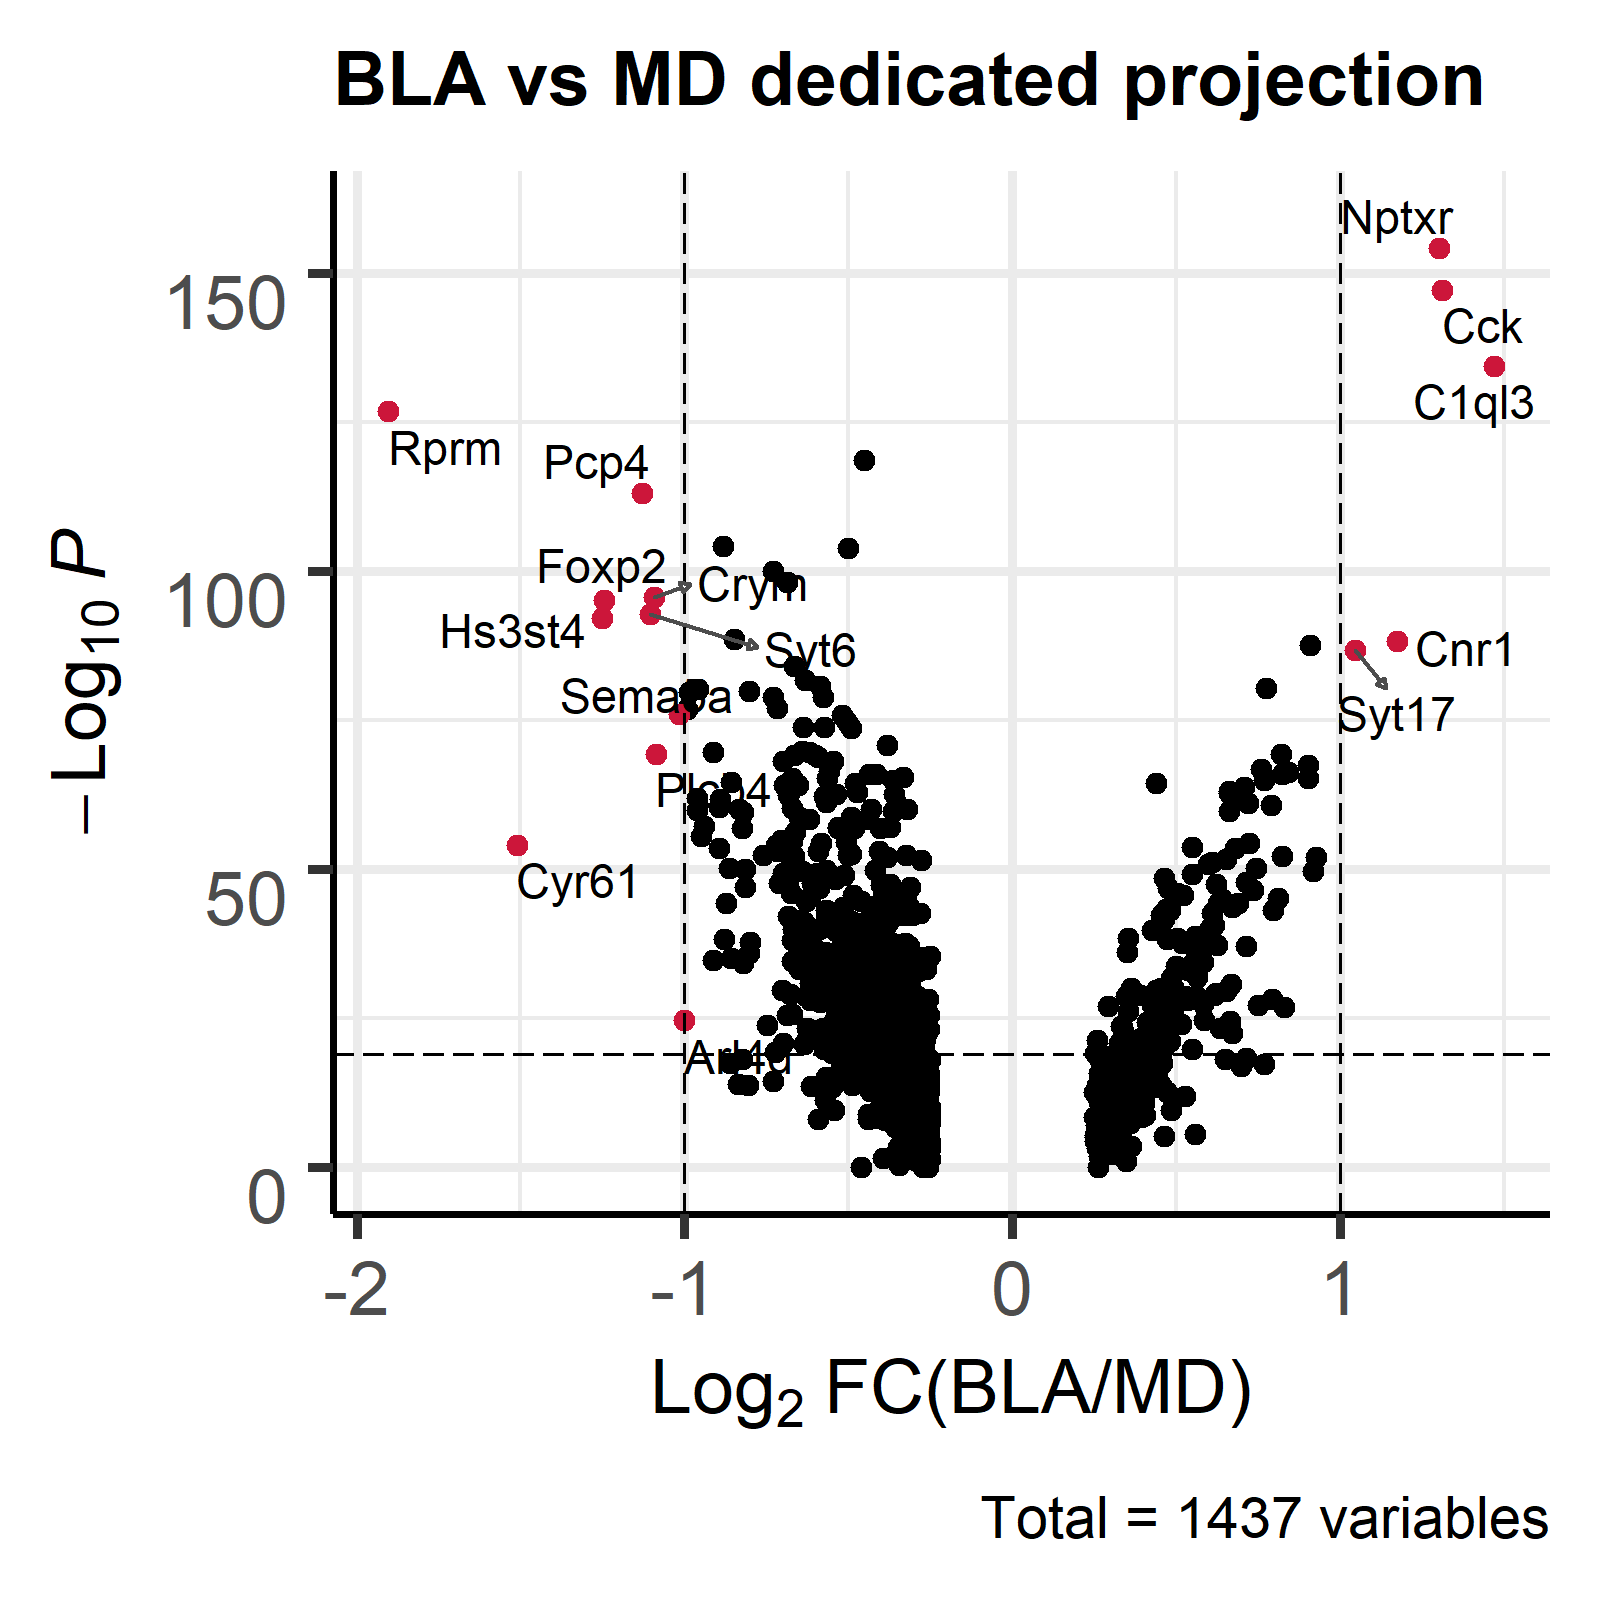 BLA vs MD dedicated projection
Nptxr
Cck
C1ql3
Rprm
Pcp4
Foxp2
Crym
Hs3st4
Syt6
Cnr1
Syt17
Cyr61
Arl4d
150
100
50
0
−Log10 P
-2 -1 0 1
Log2 FC(BLA/MD)
Total = 1437 variables